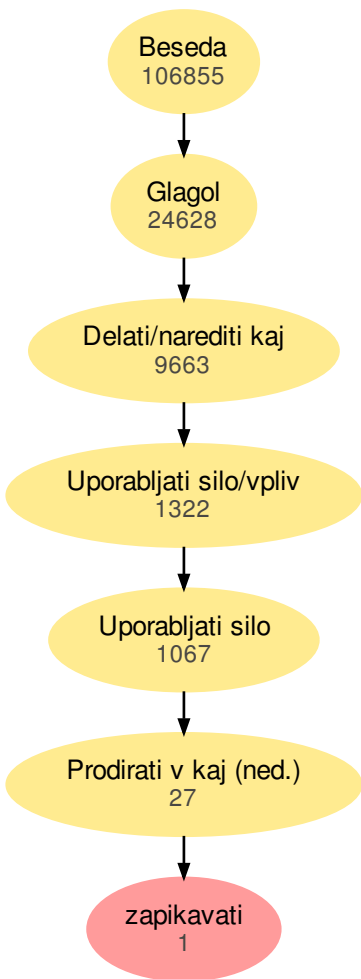 Beseda
106855
Glagol
24628
Delati/narediti kaj
9663
Uporabljati silo/vpliv
1322
Uporabljati silo
1067
Prodirati v kaj (ned.)
27
zapikavati
1